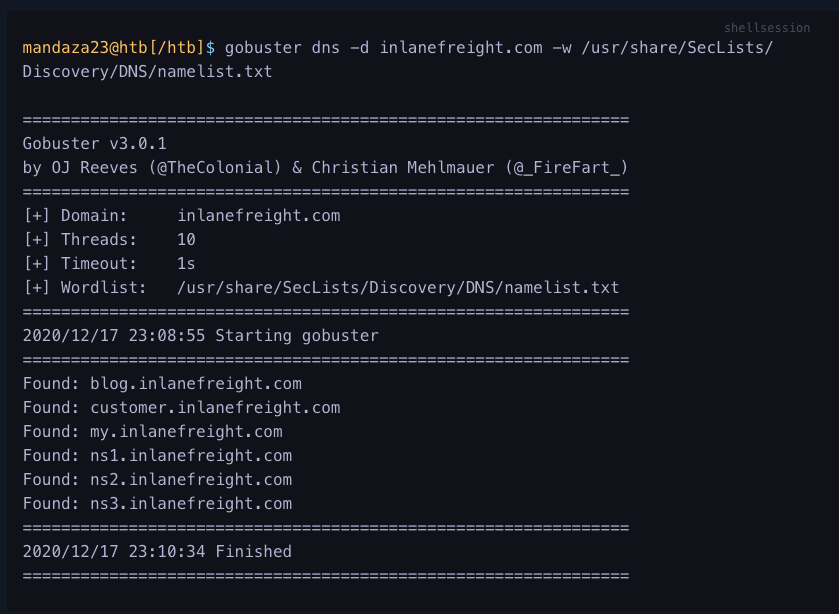 shellsession
mandaza23@htb[/htb]$ gobuster dns -d inlanefreight.com -w /usr/share/SecLists/
Discovery/DNS/namelist.txt
===============================================================
Gobuster v3.0.1
by OJ Reeves (@TheColonial) & Christian Mehlmauer (@_FireFart_)
===============================================================
[+] Domain:     inlanefreight.com
[+] Threads:    10
[+] Timeout:    1s
[+] Wordlist:   /usr/share/SecLists/Discovery/DNS/namelist.txt
===============================================================
2020/12/17 23:08:55 Starting gobuster
===============================================================
Found: blog.inlanefreight.com
Found: customer.inlanefreight.com
Found: my.inlanefreight.com
Found: ns1.inlanefreight.com
Found: ns2.inlanefreight.com
Found: ns3.inlanefreight.com
===============================================================
2020/12/17 23:10:34 Finished
===============================================================